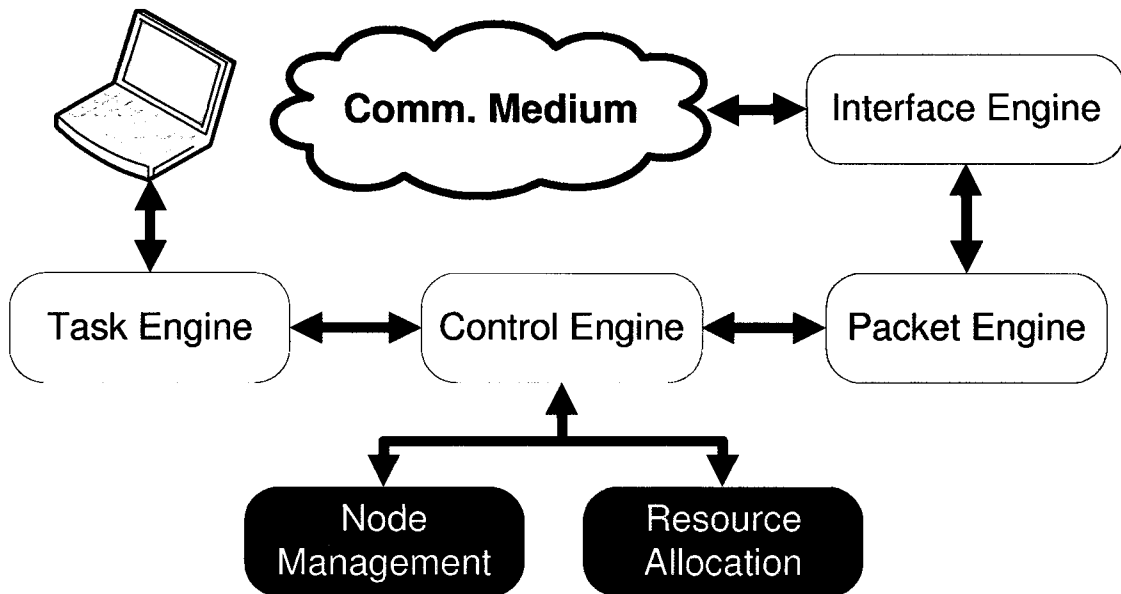 Comm. Medium
Interface Engine
Task Engine
Control Engine
Packet Engine
Node
Management
Resource
Allocation